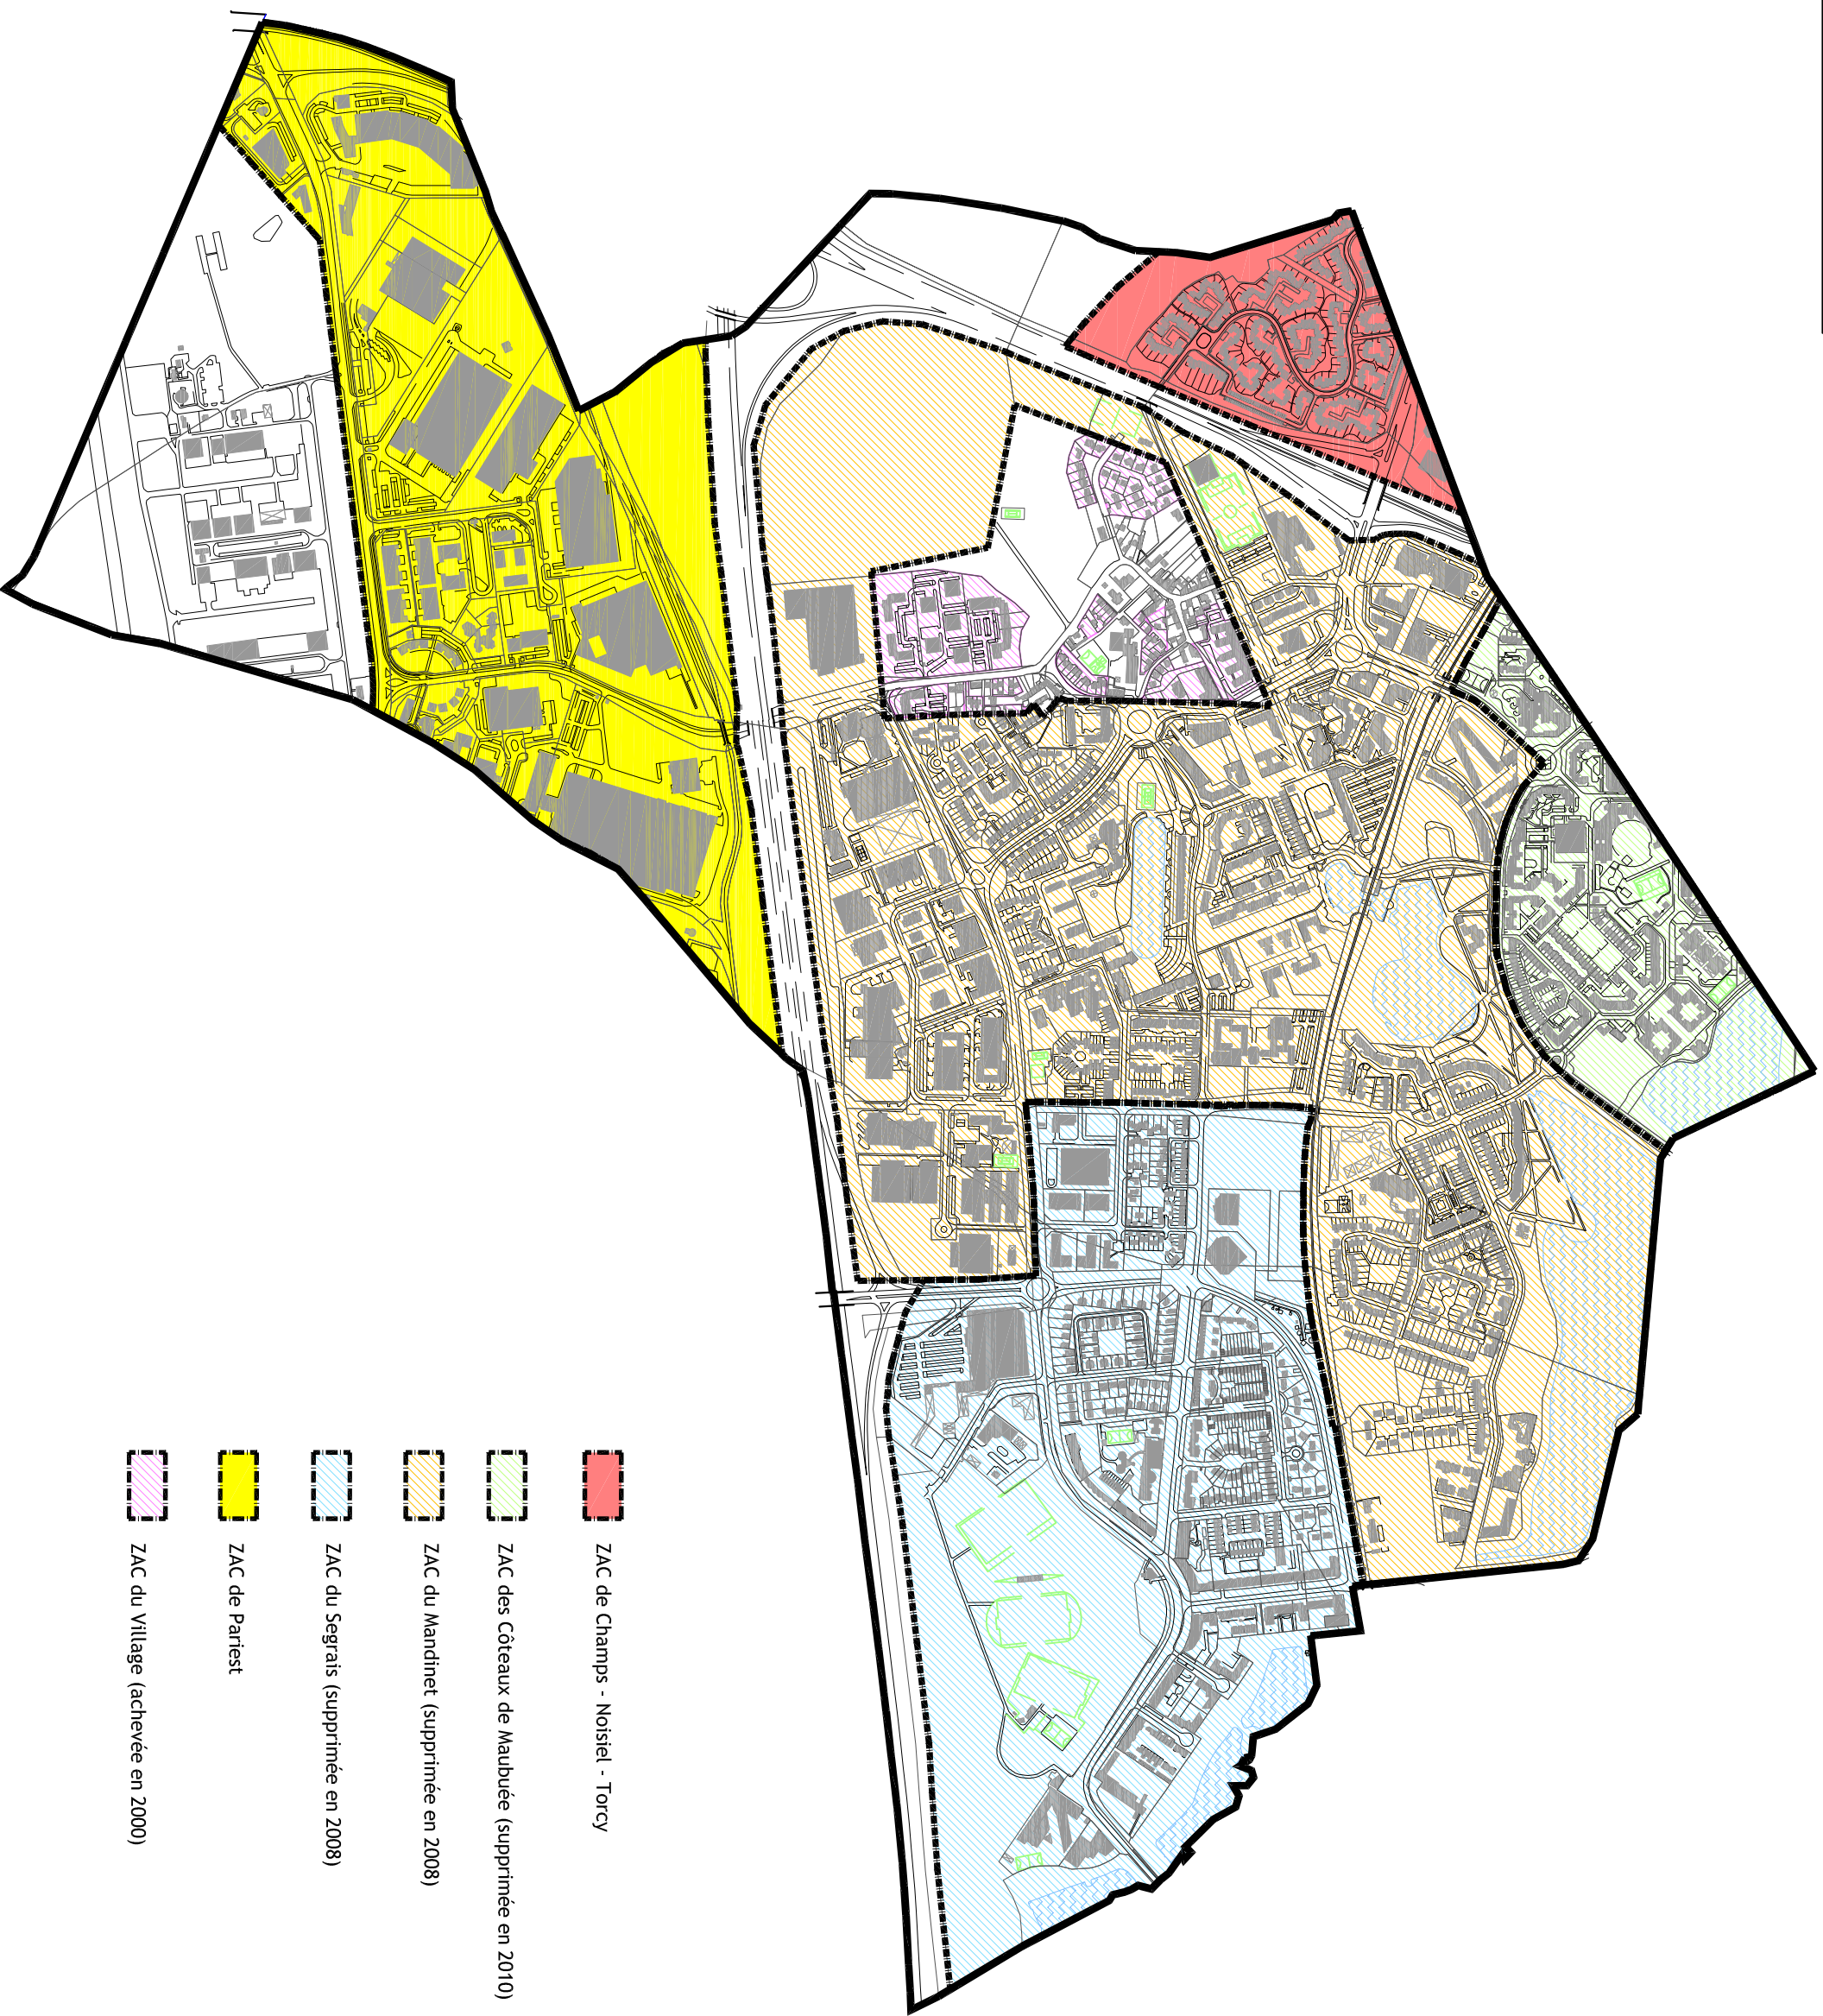 ZAC de Champs - Noisiel - Torcy
ZAC des Côteaux de Maubuée (supprimée en 2010)
ZAC du Mandinet (supprimée en 2008)
ZAC du Segrais (supprimée en 2008)
ZAC de Pariest
ZAC du Village (achevée en 2000)